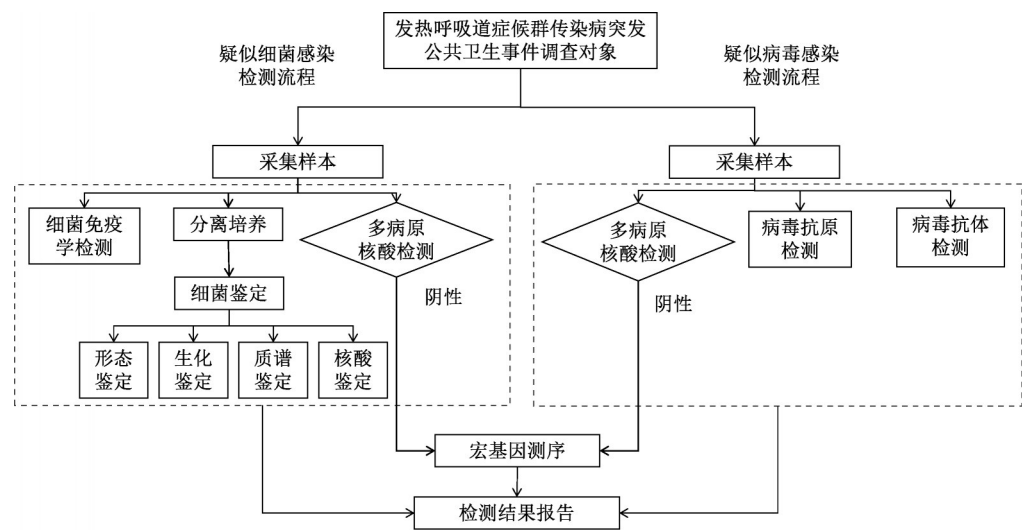 发热呼吸道症候群传染病突发
公共卫生事件调查对象
疑似细菌感染
检测流程
疑似病毒感染
检测流程
采集样本
采集样本
细菌免疫
学检测
分离培养
多病原
核酸检测
多病原
核酸检测
病毒抗原
检测
病毒抗体
检测
细菌鉴定
阴性
阴性
形态
鉴定
生化
鉴定
质谱
鉴定
核酸
鉴定
宏基因测序
检测结果报告